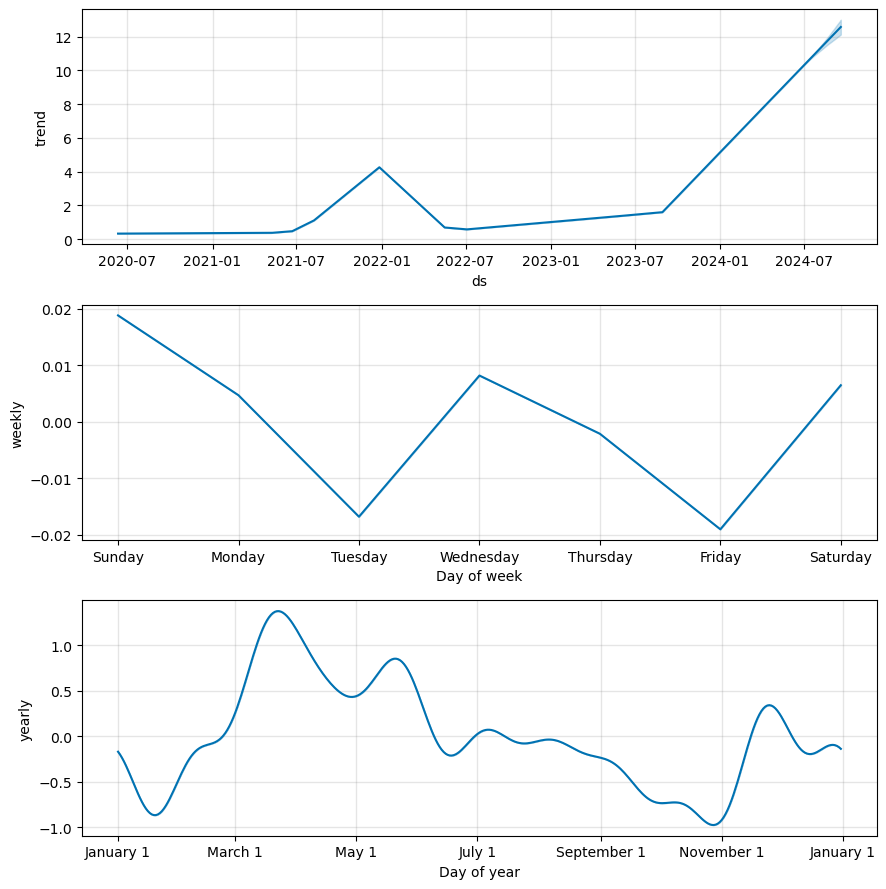 12
10
8
6
4
2
0
trend
2020-07 2021-01 2021-07 2022-01 2022-07 2023-01 2023-07 2024-01 2024-07
ds
0.02
0.01
0.00
−0.01
−0.02
weekly
Sunday Monday Tuesday Wednesday Thursday Friday Saturday
Day of week
1.0
0.5
0.0
−0.5
−1.0
yearly
January 1 March 1 May 1 July 1 September 1 November 1 January 1
Day of year